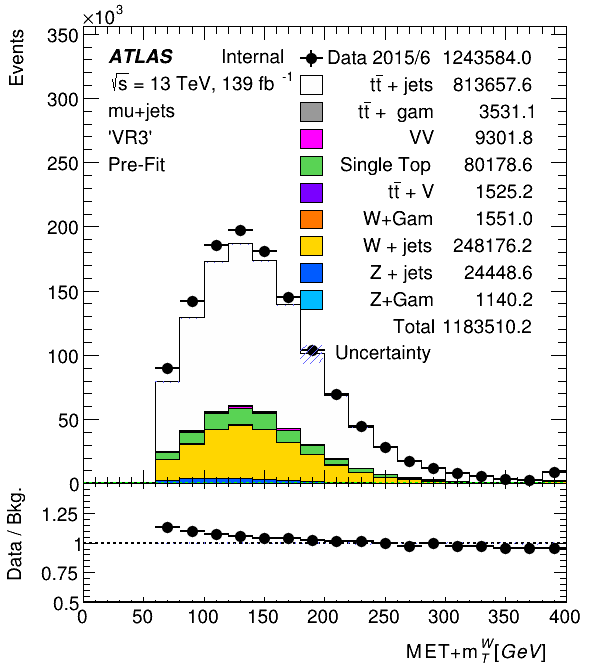 ×10³
Events
350
300
250
200
150
100
50
0
ATLAS Internal
√s = 13 TeV, 139 fb⁻¹
mu+jets
'VR3'
Pre-Fit
Data 2015/6 1243584.0
tt̄ + jets 813657.6
tt̄ + gam 3531.1
VV 9301.8
Single Top 80178.6
tt̄ + V 1525.2
W+Gam 1551.0
W + jets 248176.2
Z + jets 24448.6
Z+Gam 1140.2
Total 1183510.2
Uncertainty
Data / Bkg.
1.25
1
0.75
0.5
0 50 100 150 200 250 300 350 400
MET+m_T^W[GeV]